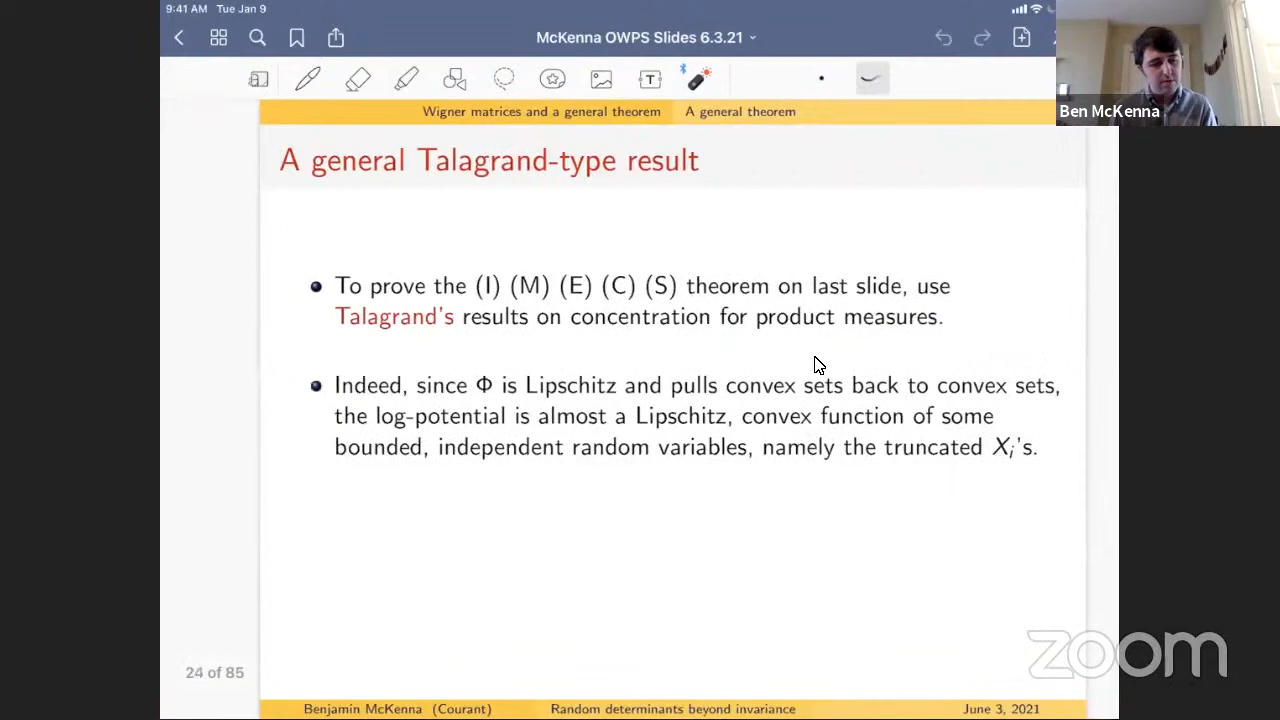 9:41 AM Tue Jan 9
McKenna OWPS Slides 6.3.21
T
Ben McKenna
Wigner matrices and a general theorem A general theorem
A general Talagrand-type result
To prove the (I) (M) (E) (C) (S) theorem on last slide, use
Talagrand's results on concentration for product measures.
Indeed, since Φ is Lipschitz and pulls convex sets back to convex sets,
the log-potential is almost a Lipschitz, convex function of some
bounded, independent random variables, namely the truncated Xᵢ's.
zoom
24 of 85
Benjamin McKenna (Courant) Random determinants beyond invariance June 3, 2021